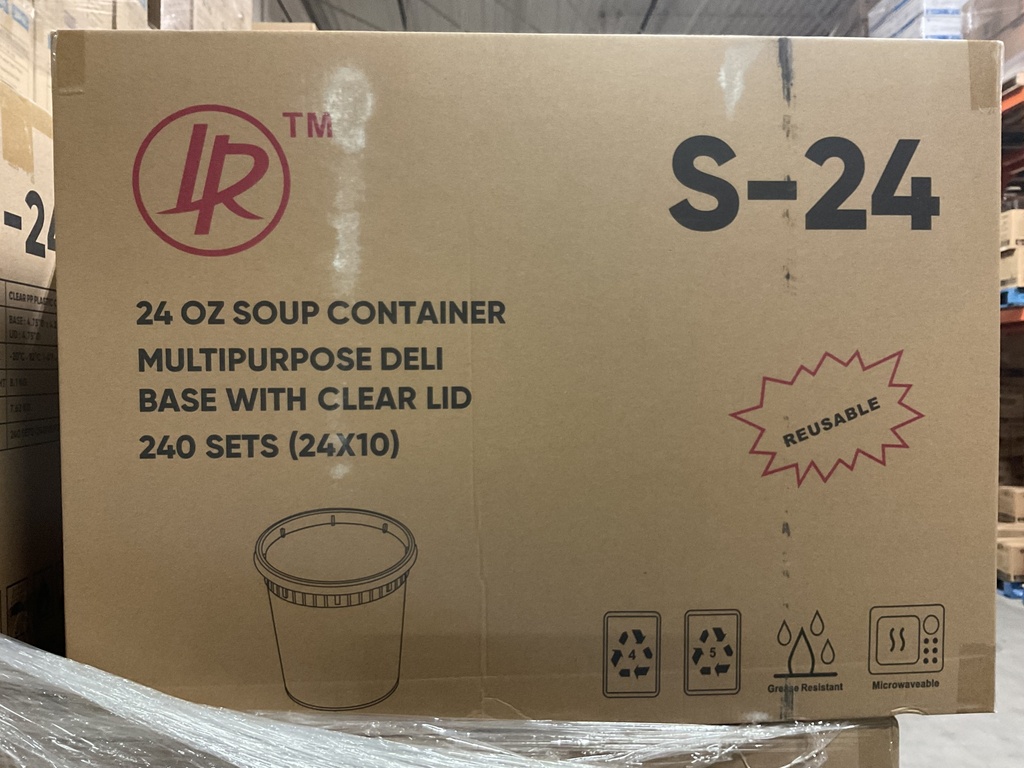 LR TM
S-24
24 OZ SOUP CONTAINER
MULTIPURPOSE DELI
BASE WITH CLEAR LID
240 SETS (24X10)
REUSABLE
4
5
Grease Resistant
Microwaveable
-24
CLEAR PP PLASTIC